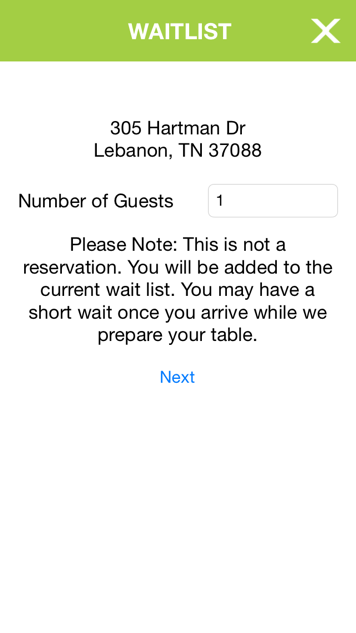 WAITLIST
305 Hartman Dr
Lebanon, TN 37088
Number of Guests 1
Please Note: This is not a
reservation. You will be added to the
current wait list. You may have a
short wait once you arrive while we
prepare your table.
Next